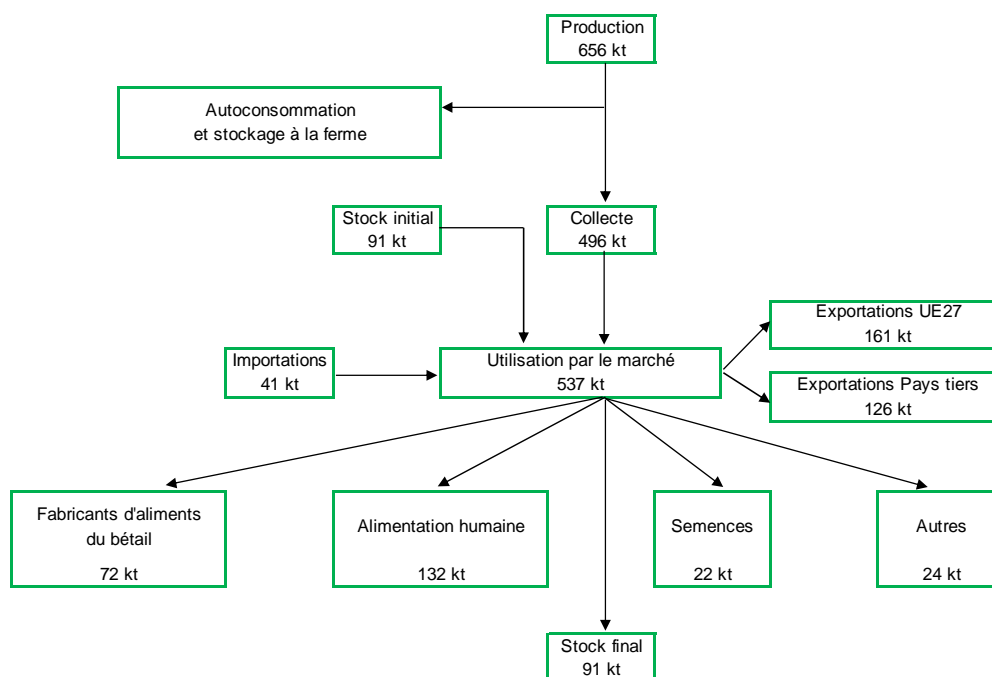 Production
656 kt
Autoconsommation
et stockage à la ferme
Stock initial
91 kt
Collecte
496 kt
Exportations UE27
161 kt
Importations
41 kt
Utilisation par le marché
537 kt
Exportations Pays tiers
126 kt
Fabricants d'aliments
du bétail
72 kt
Alimentation humaine
132 kt
Semences
22 kt
Autres
24 kt
Stock final
91 kt